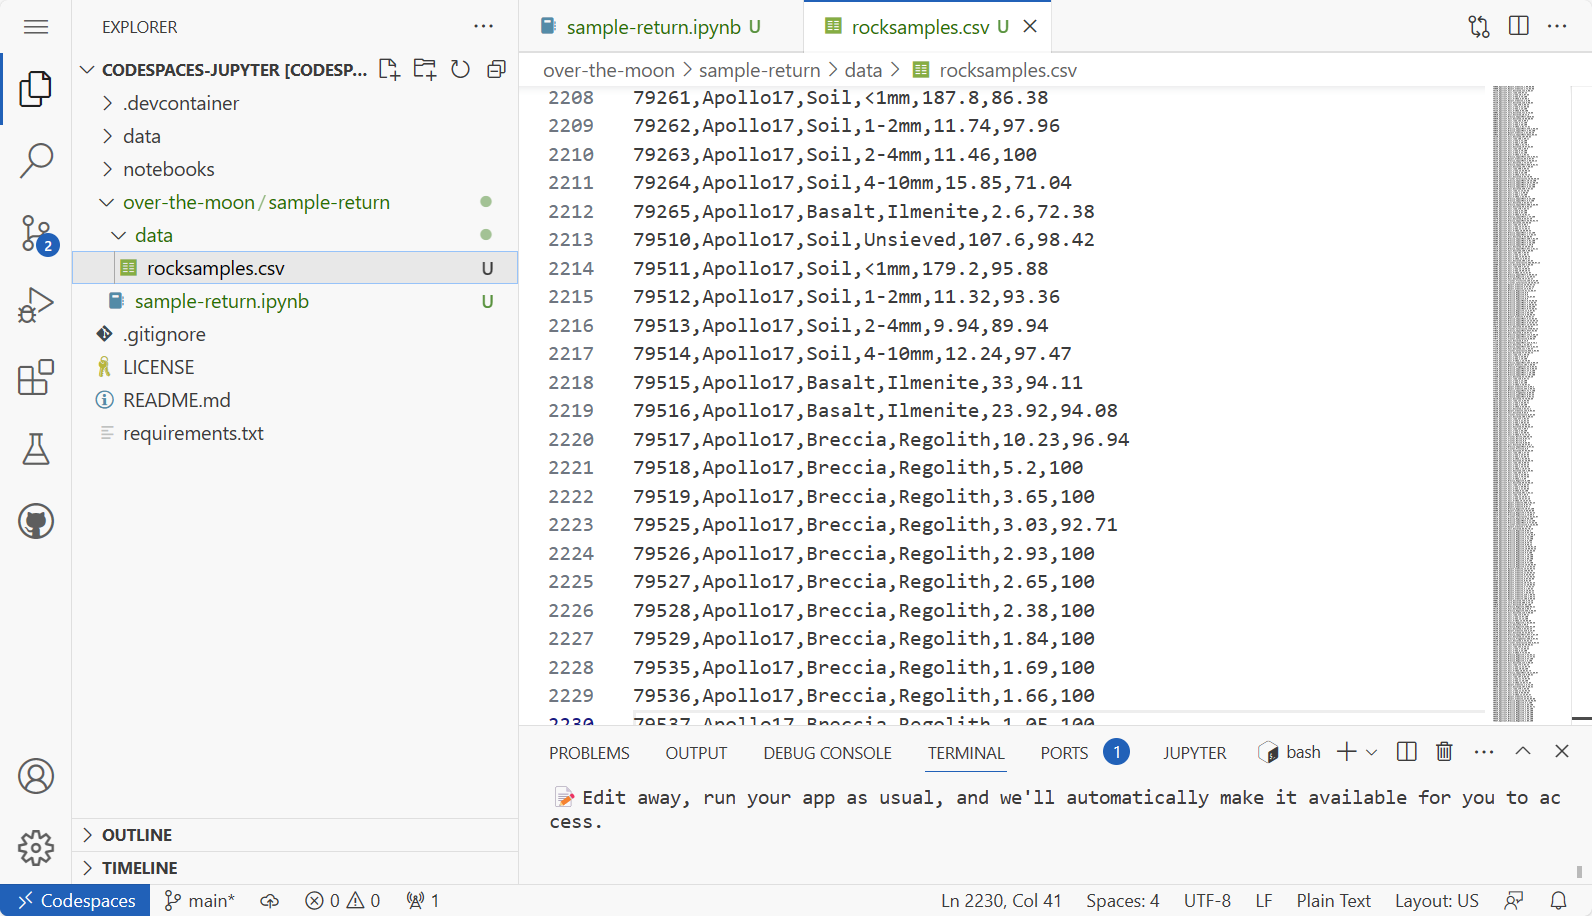 EXPLORER
CODESPACES-JUPYTER [CODESP...
.devcontainer
data
notebooks
over-the-moon / sample-return
data
rocksamples.csv U
sample-return.ipynb U
.gitignore
LICENSE
README.md
requirements.txt
OUTLINE
TIMELINE
2
sample-return.ipynb U
rocksamples.csv U
over-the-moon > sample-return > data > rocksamples.csv
2208 79261,Apollo17,Soil,<1mm,187.8,86.38
2209 79262,Apollo17,Soil,1-2mm,11.74,97.96
2210 79263,Apollo17,Soil,2-4mm,11.46,100
2211 79264,Apollo17,Soil,4-10mm,15.85,71.04
2212 79265,Apollo17,Basalt,Ilmenite,2.6,72.38
2213 79510,Apollo17,Soil,Unsieved,107.6,98.42
2214 79511,Apollo17,Soil,<1mm,179.2,95.88
2215 79512,Apollo17,Soil,1-2mm,11.32,93.36
2216 79513,Apollo17,Soil,2-4mm,9.94,89.94
2217 79514,Apollo17,Soil,4-10mm,12.24,97.47
2218 79515,Apollo17,Basalt,Ilmenite,33,94.11
2219 79516,Apollo17,Basalt,Ilmenite,23.92,94.08
2220 79517,Apollo17,Breccia,Regolith,10.23,96.94
2221 79518,Apollo17,Breccia,Regolith,5.2,100
2222 79519,Apollo17,Breccia,Regolith,3.65,100
2223 79525,Apollo17,Breccia,Regolith,3.03,92.71
2224 79526,Apollo17,Breccia,Regolith,2.93,100
2225 79527,Apollo17,Breccia,Regolith,2.65,100
2226 79528,Apollo17,Breccia,Regolith,2.38,100
2227 79529,Apollo17,Breccia,Regolith,1.84,100
2228 79535,Apollo17,Breccia,Regolith,1.69,100
2229 79536,Apollo17,Breccia,Regolith,1.66,100
2230 79537,Apollo17,Breccia,Regolith,1.05,100
PROBLEMS OUTPUT DEBUG CONSOLE TERMINAL PORTS 1 JUPYTER bash
Edit away, run your app as usual, and we'll automatically make it available for you to ac
cess.
Codespaces main* 0 0 1 Ln 2230, Col 41 Spaces: 4 UTF-8 LF Plain Text Layout: US